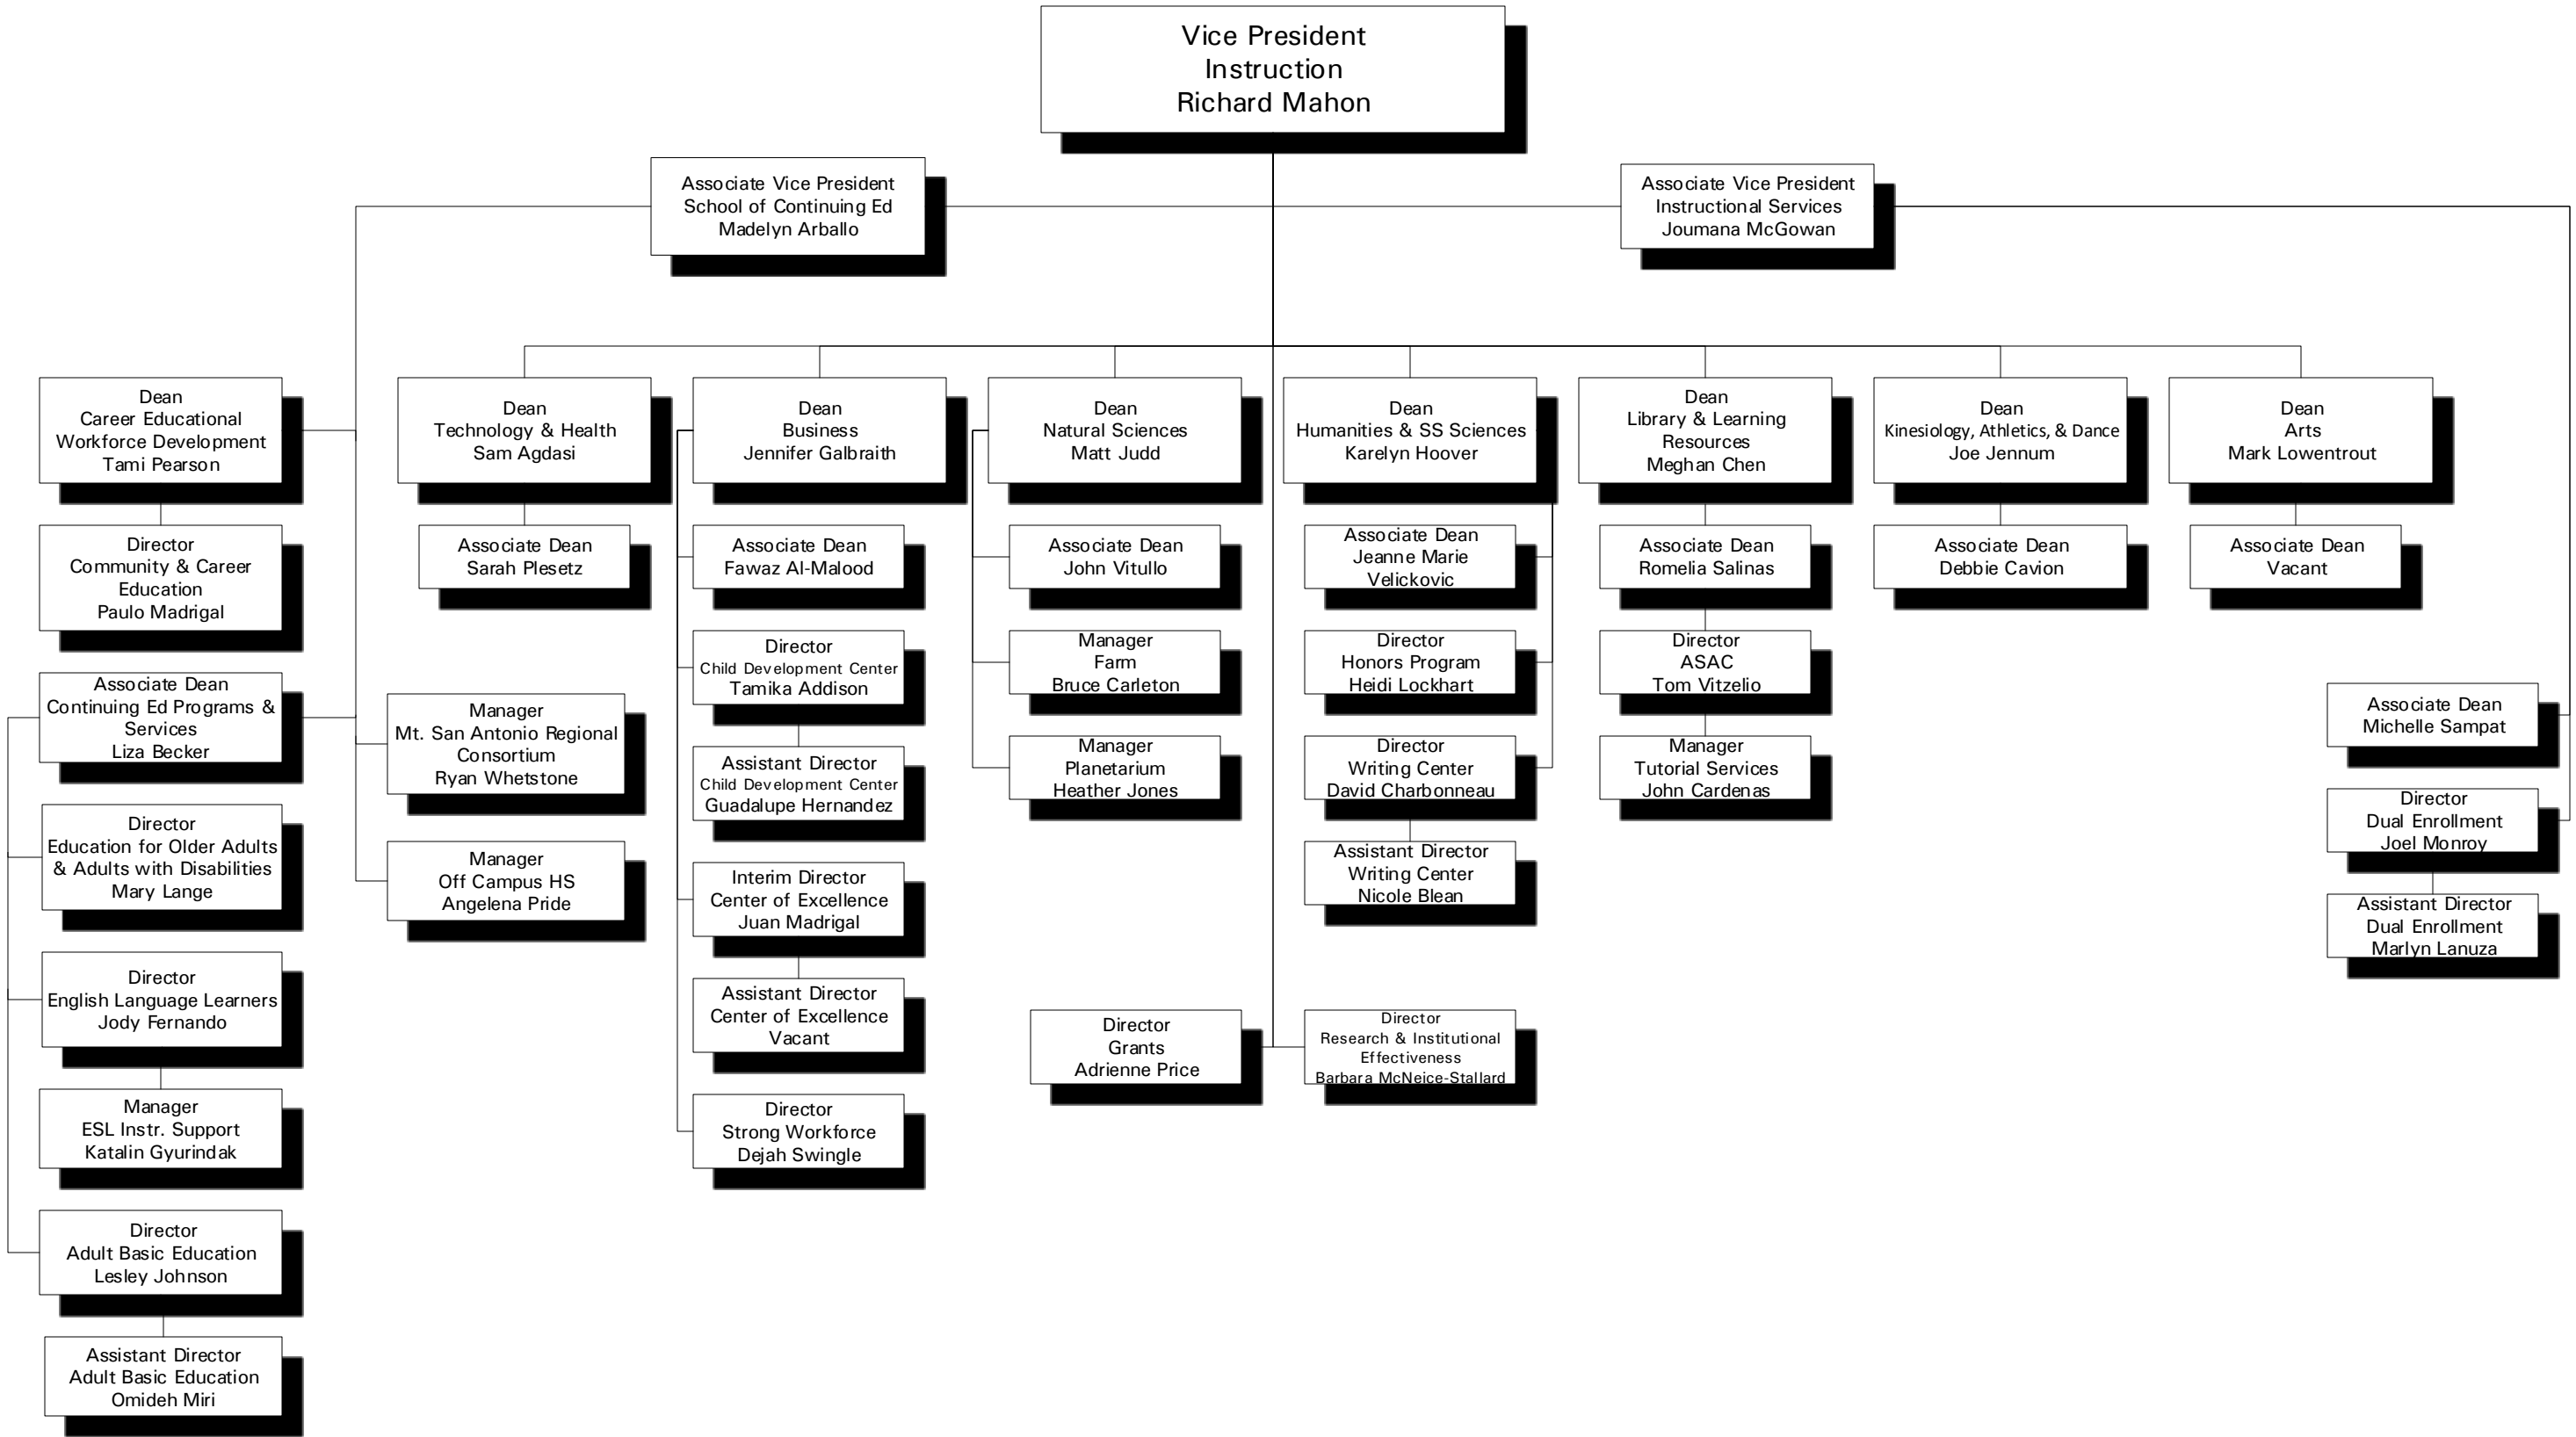 Vice President
Instruction
Richard Mahon
Associate Vice President
School of Continuing Ed
Madelyn Arballo
Associate Vice President
Instructional Services
Joumana McGowan
Dean
Career Educational
Workforce Development
Tami Pearson
Dean
Technology & Health
Sam Agdasi
Dean
Business
Jennifer Galbraith
Dean
Natural Sciences
Matt Judd
Dean
Humanities & SS Sciences
Karelyn Hoover
Dean
Library & Learning
Resources
Meghan Chen
Dean
Kinesiology, Athletics, & Dance
Joe Jennum
Dean
Arts
Mark Lowentrout
Director
Community & Career
Education
Paulo Madrigal
Associate Dean
Sarah Plesetz
Associate Dean
Fawaz Al-Malood
Associate Dean
John Vitullo
Associate Dean
Jeanne Marie
Velickovic
Associate Dean
Romelia Salinas
Associate Dean
Debbie Cavion
Associate Dean
Vacant
Director
Child Development Center
Tamika Addison
Manager
Farm
Bruce Carleton
Director
Honors Program
Heidi Lockhart
Director
ASAC
Tom Vitzelio
Associate Dean
Continuing Ed Programs &
Services
Liza Becker
Manager
Mt. San Antonio Regional
Consortium
Ryan Whetstone
Associate Dean
Michelle Sampat
Assistant Director
Child Development Center
Guadalupe Hernandez
Manager
Planetarium
Heather Jones
Director
Writing Center
David Charbonneau
Manager
Tutorial Services
John Cardenas
Director
Dual Enrollment
Joel Monroy
Director
Education for Older Adults
& Adults with Disabilities
Mary Lange
Manager
Off Campus HS
Angelena Pride
Interim Director
Center of Excellence
Juan Madrigal
Assistant Director
Writing Center
Nicole Blean
Assistant Director
Dual Enrollment
Marlyn Lanuza
Director
English Language Learners
Jody Fernando
Assistant Director
Center of Excellence
Vacant
Director
Grants
Adrienne Price
Director
Research & Institutional
Effectiveness
Barbara McNeice-Stallard
Manager
ESL Instr. Support
Katalin Gyurindak
Director
Strong Workforce
Dejah Swingle
Director
Adult Basic Education
Lesley Johnson
Assistant Director
Adult Basic Education
Omideh Miri